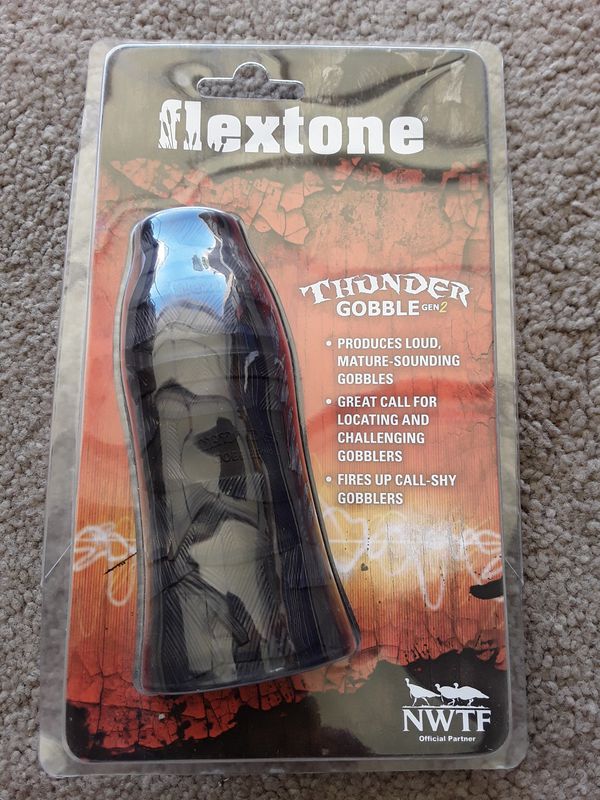 flextone®
THUNDER
GOBBLE GEN2
• PRODUCES LOUD,
MATURE-SOUNDING
GOBBLES
• GREAT CALL FOR
LOCATING AND
CHALLENGING
GOBBLERS
• FIRES UP CALL-SHY
GOBBLERS
NWTF
Official Partner